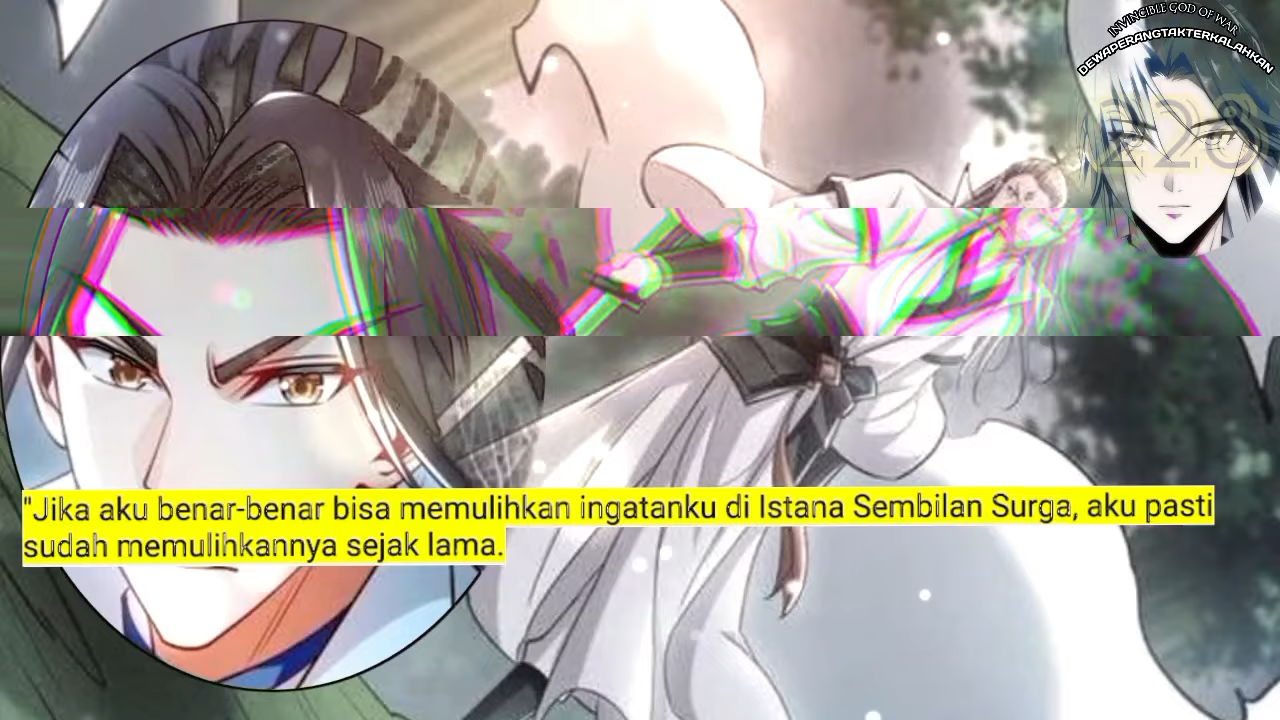 INVINCIBLE GOD OF WAR
DEWAPERANGTAKTERKALAHKAN
228
"Jika aku benar-benar bisa memulihkan ingatanku di Istana Sembilan Surga, aku pasti
sudah memulihkannya sejak lama.